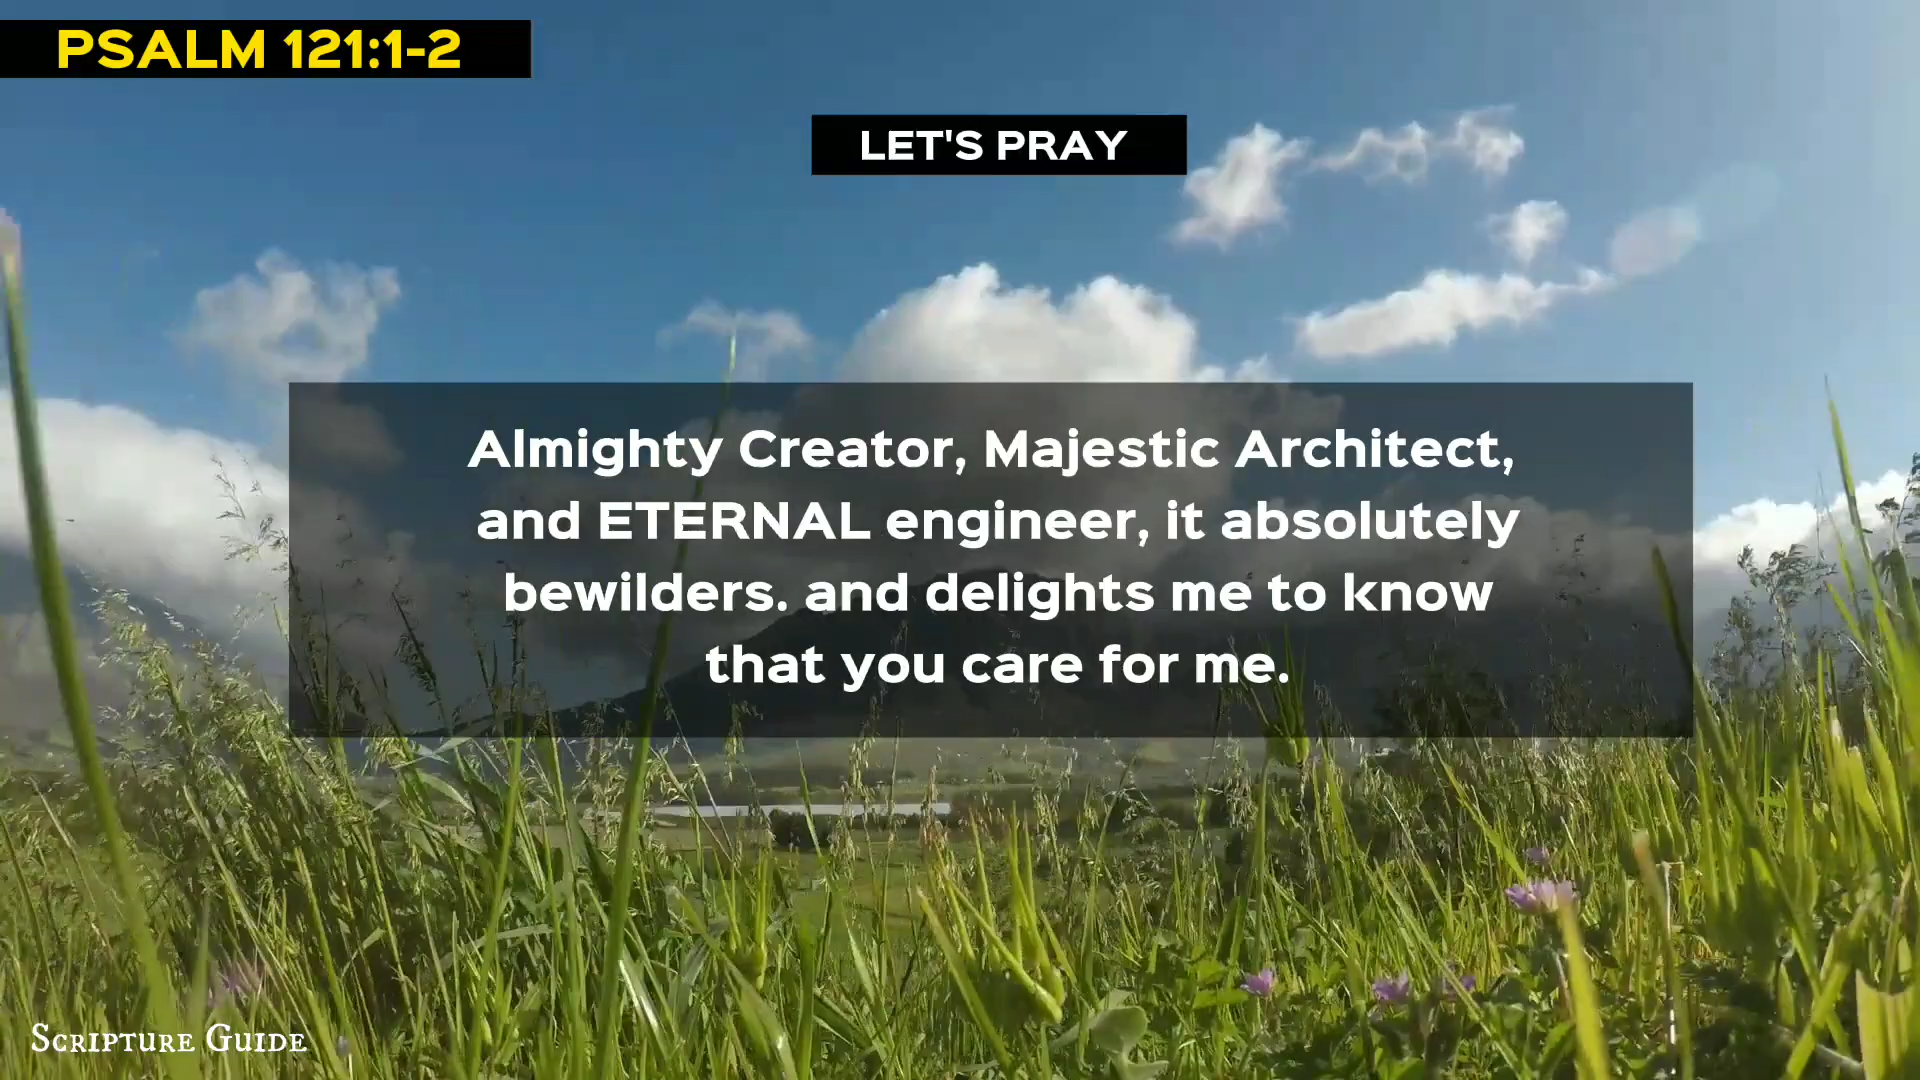 PSALM 121:1-2
LET'S PRAY
Almighty Creator, Majestic Architect,
and ETERNAL engineer, it absolutely
bewilders. and delights me to know
that you care for me.
Scripture Guide